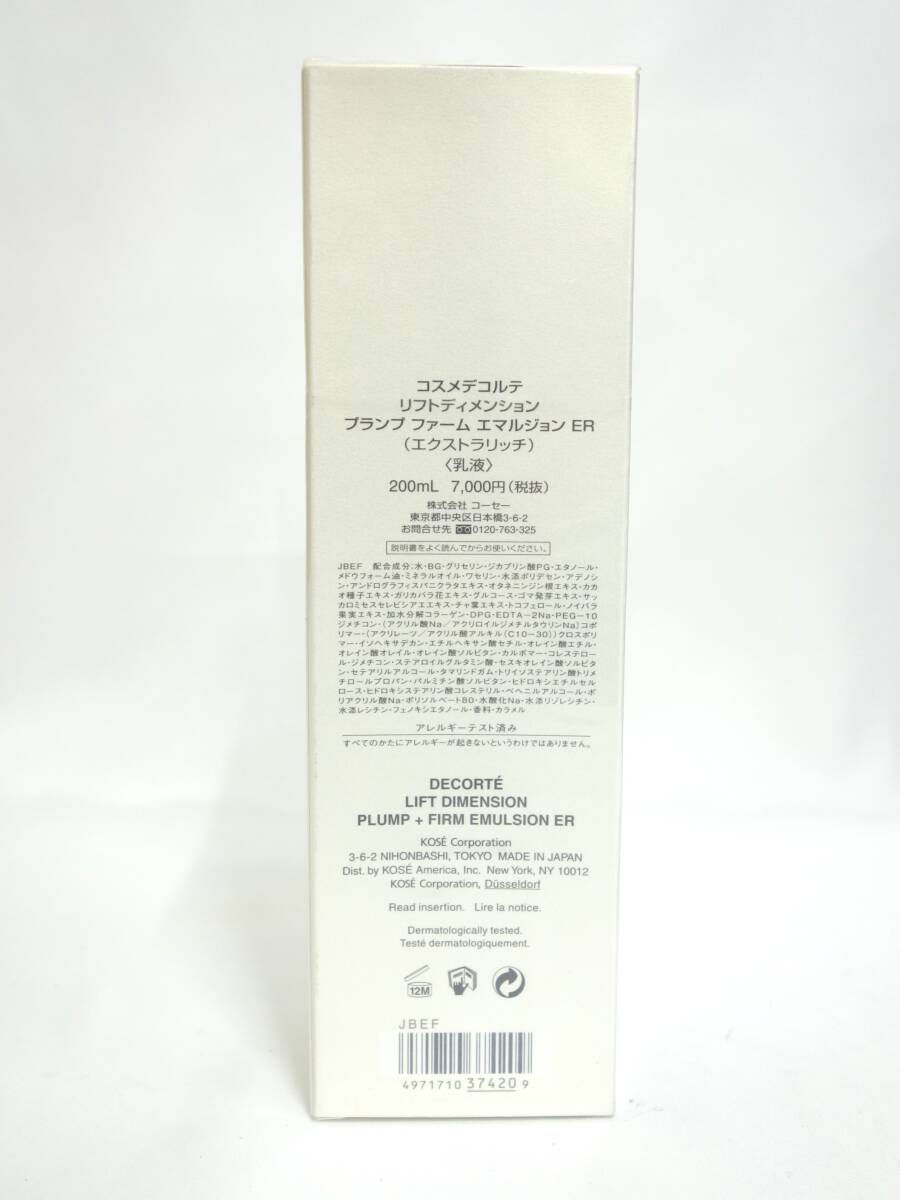 コスメデコルテ
リフトディメンション
プランプ ファーム エマルジョン ER
（エクストラリッチ）
〈乳液〉
200mL 7,000円（税抜）
株式会社 コーセー
東京都中央区日本橋3-6-2
お問合せ先 0120-763-325
説明書をよく読んでからお使いください。
JBEF 配合成分:水・BG・グリセリン・ジカプリン酸PG・エタノール・
メドウフォーム油・ミネラルオイル・ワセリン・水添ポリデセン・アデノシ
ン・アンドログラフィスパニクラタエキス・オタネニンジン根エキス・カカ
オ種子エキス・ガリカバラ花エキス・グルコース・ゴマ発芽エキス・サッ
カロミセスセレビシアエエキス・チャ葉エキス・トコフェロール・ノイバラ
果実エキス・加水分解コラーゲン・DPG・EDTA－2Na・PEG－10
ジメチコン・（アクリル酸Na／アクリロイルジメチルタウリンNa）コポ
リマー・（アクリレーツ／アクリル酸アルキル（C10－30））クロスポリ
マー・イソヘキサデカン・エチルヘキサン酸セチル・オレイン酸エチル・
オレイン酸オレイル・オレイン酸ソルビタン・カルボマー・コレステロー
ル・ジメチコン・ステアロイルグルタミン酸・セスキオレイン酸ソルビタ
ン・セテアリルアルコール・タマリンドガム・トリイソステアリン酸トリメ
チロールプロパン・パルミチン酸ソルビタン・ヒドロキシエチルセル
ロース・ヒドロキシステアリン酸コレステリル・ベヘニルアルコール・ポ
リアクリル酸Na・ポリソルベート80・水酸化Na・水添リゾレシチン・
水添レシチン・フェノキシエタノール・香料・カラメル
アレルギーテスト済み
すべてのかたにアレルギーが起きないというわけではありません。
DECORTÉ
LIFT DIMENSION
PLUMP + FIRM EMULSION ER
KOSÉ Corporation
3-6-2 NIHONBASHI, TOKYO MADE IN JAPAN
Dist. by KOSÉ America, Inc. New York, NY 10012
KOSÉ Corporation, Düsseldorf
Read insertion. Lire la notice.
Dermatologically tested.
Testé dermatologiquement.
12M
JBEF
4971710 37420 9